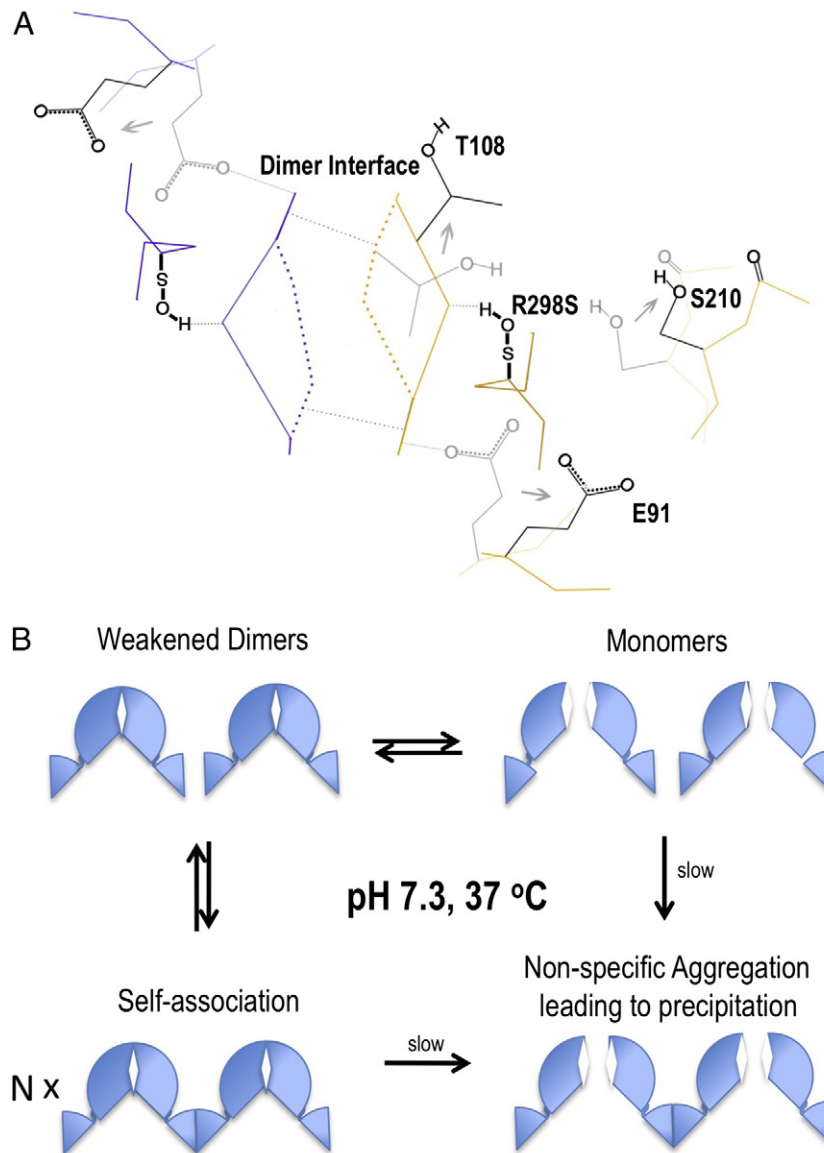 A
H
O
T108
O
O
O
O
Dimer Interface
O
H
O
H
S
O
H
H
O
S
R298S
H
O
H
O
O
S210
O
O
O
O
E91
B
Weakened Dimers
Monomers
pH 7.3, 37 ºC
slow
Self-association
Non-specific Aggregation
leading to precipitation
slow
N x